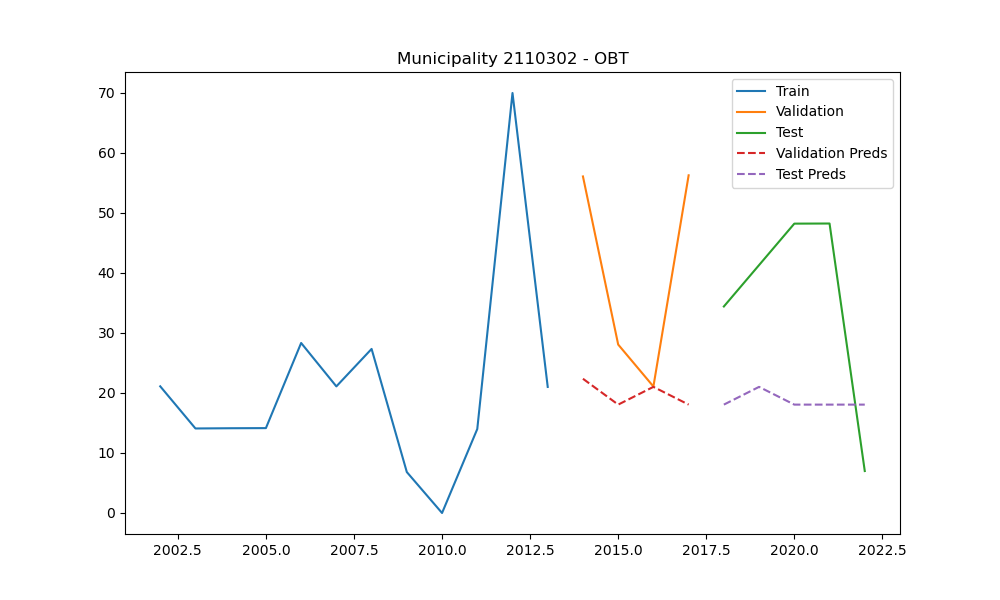 Municipality 2110302 - OBT
Train
Validation
Test
Validation Preds
Test Preds
70
60
50
40
30
20
10
0
2002.5 2005.0 2007.5 2010.0 2012.5 2015.0 2017.5 2020.0 2022.5